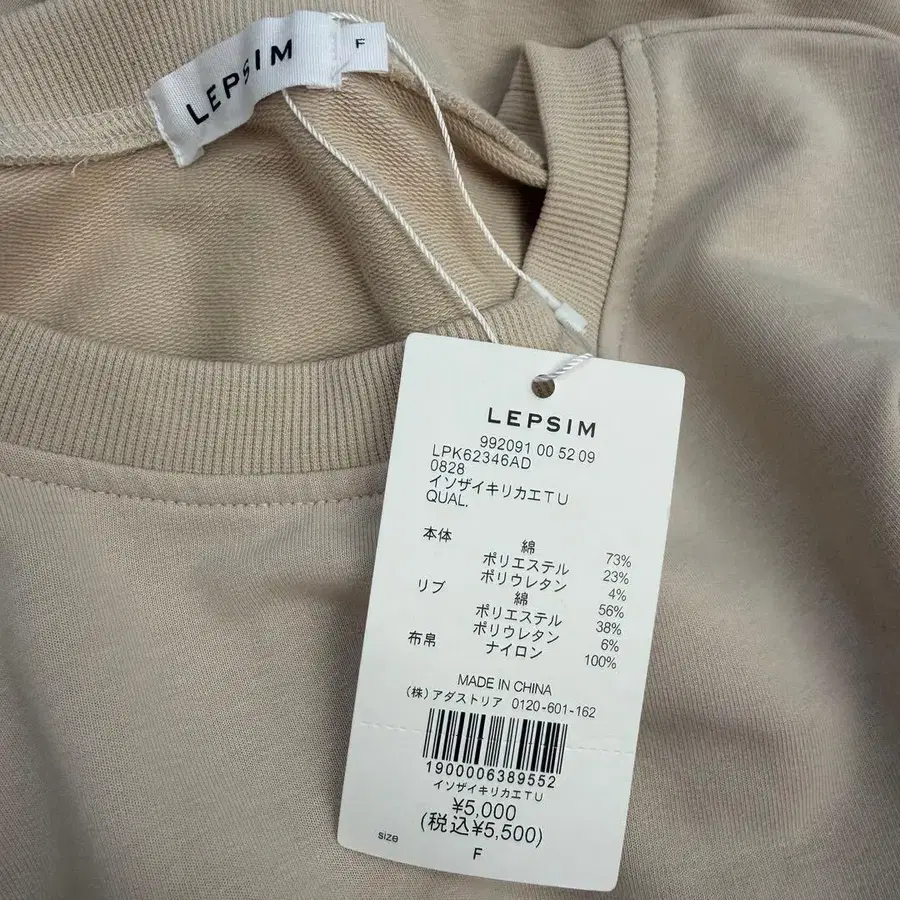 LEPSIM
F
LEPSIM
992091 00 52 09
LPK62346AD
0828
イソザイキリカエTU
QUAL.
本体 綿 73%
ポリエステル 23%
ポリウレタン 4%
リブ 綿 56%
ポリエステル 38%
ポリウレタン 6%
布帛 ナイロン 100%
MADE IN CHINA
(株)アダストリア 0120-601-162
1900006389552
イソザイキリカエTU
¥5,000
(税込¥5,500)
size F